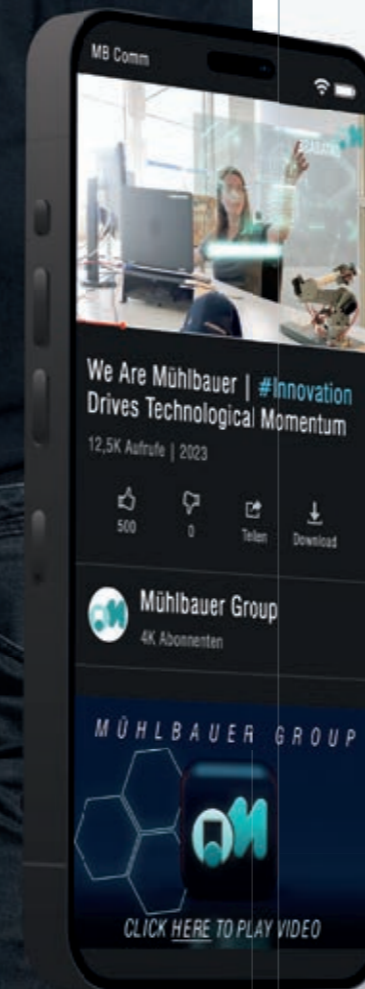 MB Comm
We Are Mühlbauer | #Innovation
Drives Technological Momentum
12,5K Aufrufe | 2023
500
0
Teilen
Download
Mühlbauer Group
4K Abonnenten
MÜHLBAUER GROUP
CLICK HERE TO PLAY VIDEO